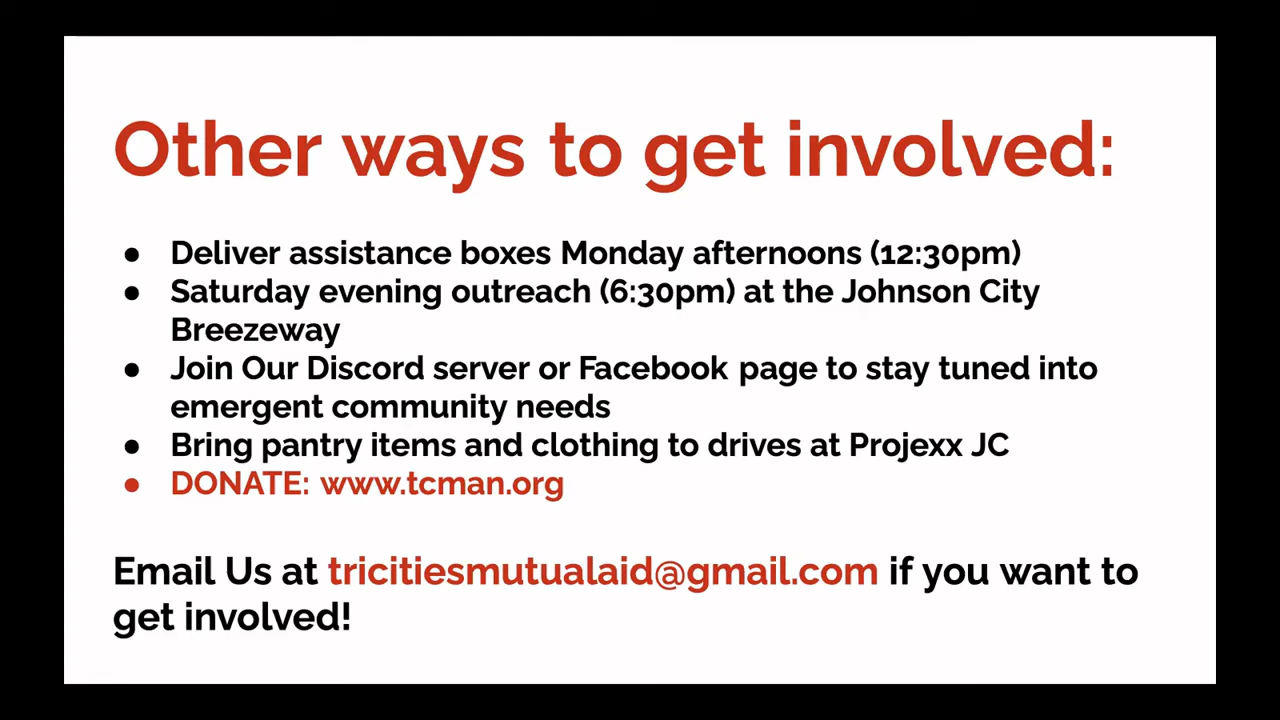 Other ways to get involved:
● Deliver assistance boxes Monday afternoons (12:30pm)
● Saturday evening outreach (6:30pm) at the Johnson City
Breezeway
● Join Our Discord server or Facebook page to stay tuned into
emergent community needs
● Bring pantry items and clothing to drives at Projexx JC
● DONATE: www.tcman.org
Email Us at tricitiesmutualaid@gmail.com if you want to
get involved!